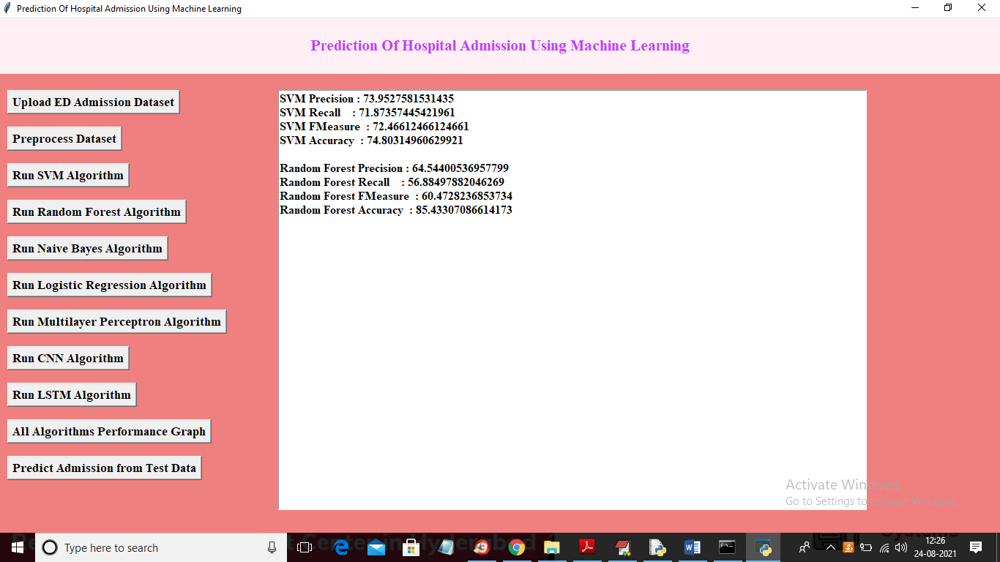 Prediction Of Hospital Admission Using Machine Learning
Prediction Of Hospital Admission Using Machine Learning
Upload ED Admission Dataset
Preprocess Dataset
Run SVM Algorithm
Run Random Forest Algorithm
Run Naive Bayes Algorithm
Run Logistic Regression Algorithm
Run Multilayer Perceptron Algorithm
Run CNN Algorithm
Run LSTM Algorithm
All Algorithms Performance Graph
Predict Admission from Test Data
SVM Precision : 73.9527581531435
SVM Recall    : 71.87357445421961
SVM FMeasure  : 72.46612466124661
SVM Accuracy  : 74.80314960629921
Random Forest Precision : 64.54400536957799
Random Forest Recall    : 56.88497882046269
Random Forest FMeasure  : 60.4728236853734
Random Forest Accuracy  : 85.43307086614173
Activate Windows
Go to Settings to activate Windows.
Type here to search
12:26
24-08-2021